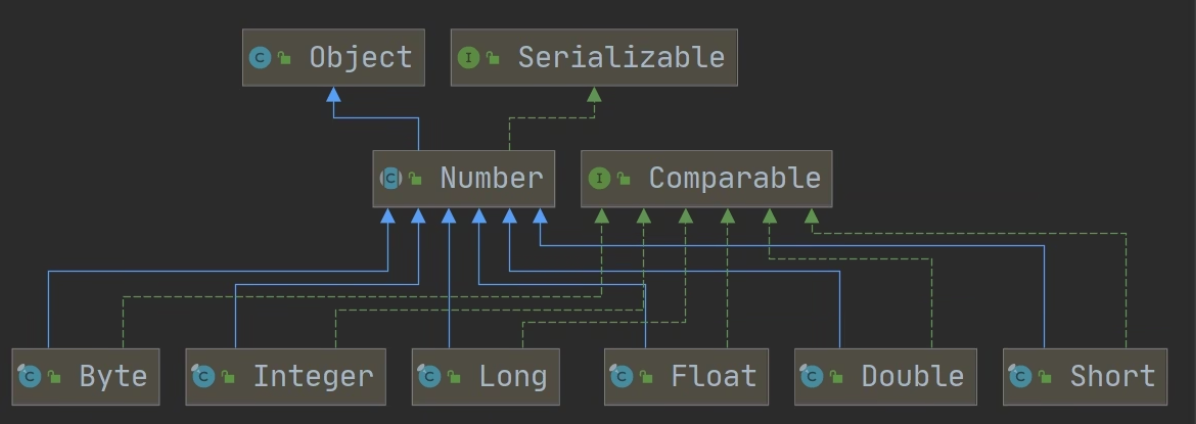 C Object
I Serializable
C Number
I Comparable
C Byte
C Integer
C Long
C Float
C Double
C Short